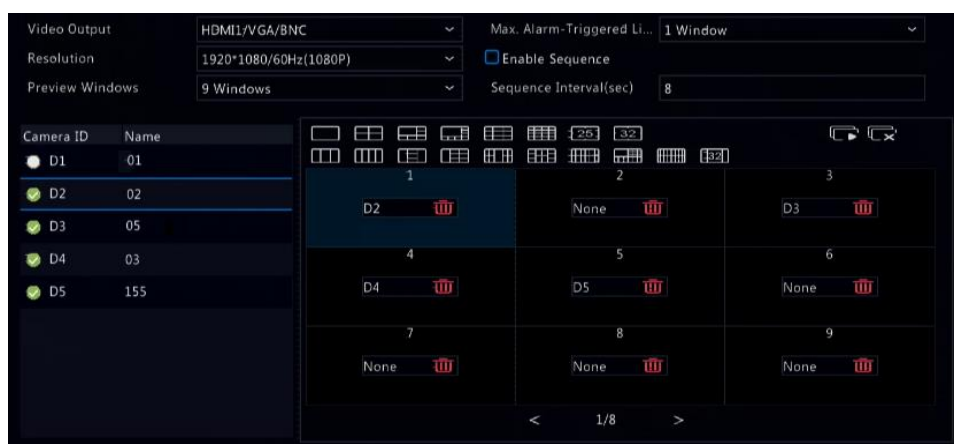 Video Output HDMI1/VGA/BNC Max. Alarm-Triggered Li... 1 Window
Resolution 1920*1080/60Hz(1080P) Enable Sequence
Preview Windows 9 Windows Sequence Interval(sec) 8
Camera ID Name
25 32
D1 01
32
1 2 3
D2 02
D2 None D3
D3 05
4 5 6
D4 03
D4 D5 None
D5 155
7 8 9
None None None
< 1/8 >